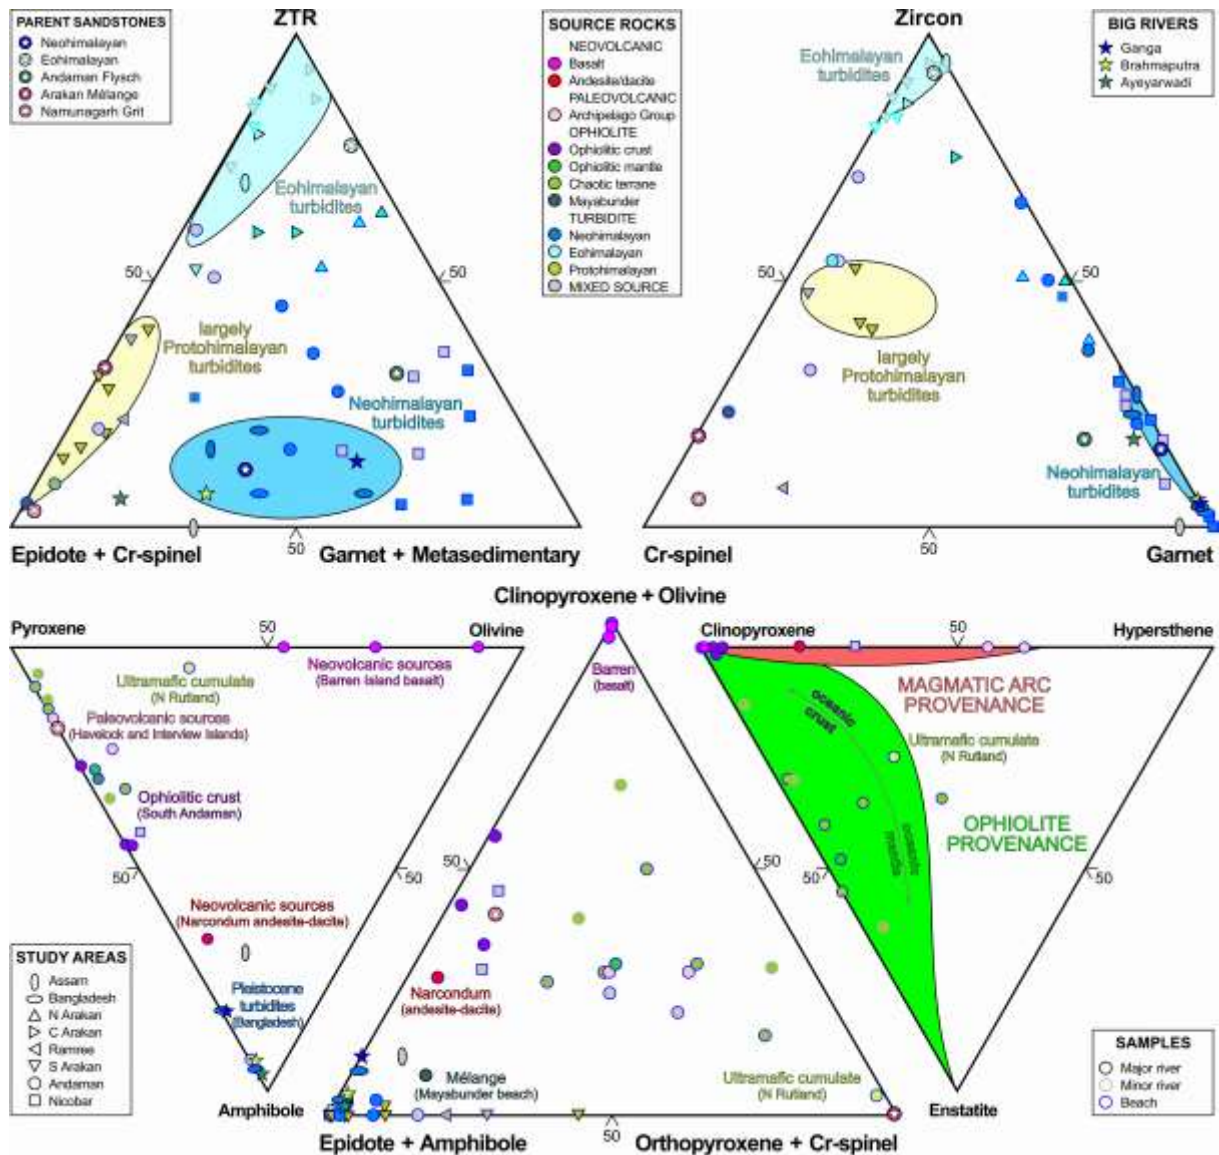 PARENT SANDSTONES
Neohimalayan
Eohimalayan
Andaman Flysch
Arakan Mélange
Namunagarh Grit
ZTR
Eohimalayan
turbidites
50
50
largely
Protohimalayan
turbidites
Neohimalayan
turbidites
Epidote + Cr-spinel
50
Garnet + Metasedimentary
SOURCE ROCKS
NEOVOLCANIC
Basalt
Andesite/dacite
PALEOVOLCANIC
Archipelago Group
OPHIOLITE
Ophiolitic crust
Ophiolitic mantle
Chaotic terrane
Mayabunder
TURBIDITE
Neohimalayan
Eohimalayan
Protohimalayan
MIXED SOURCE
Zircon
Eohimalayan
turbidites
50
50
largely
Protohimalayan
turbidites
Neohimalayan
turbidites
Cr-spinel
50
Garnet
BIG RIVERS
Ganga
Brahmaputra
Ayeyarwadi
Pyroxene
50
Olivine
Neovolcanic sources
(Barren Island basalt)
Ultramafic cumulate
(N Rutland)
Paleovolcanic sources
(Havelock and Interview Islands)
Ophiolitic crust
(South Andaman)
50
50
Neovolcanic sources
(Narcondum andesite-dacite)
Pleistocene
turbidites
(Bangladesh)
Amphibole
STUDY AREAS
Assam
Bangladesh
N Arakan
C Arakan
Ramree
S Arakan
Andaman
Nicobar
Clinopyroxene + Olivine
Barren
(basalt)
50
50
Narcondum
(andesite-dacite)
Mélange
(Mayabunder beach)
Ultramafic cumulate
(N Rutland)
Epidote + Amphibole
50
Orthopyroxene + Cr-spinel
Clinopyroxene
50
Hypersthene
MAGMATIC ARC
PROVENANCE
oceanic
crust
Ultramafic cumulate
(N Rutland)
OPHIOLITE
PROVENANCE
oceanic
mantle
50
50
Enstatite
SAMPLES
Major river
Minor river
Beach